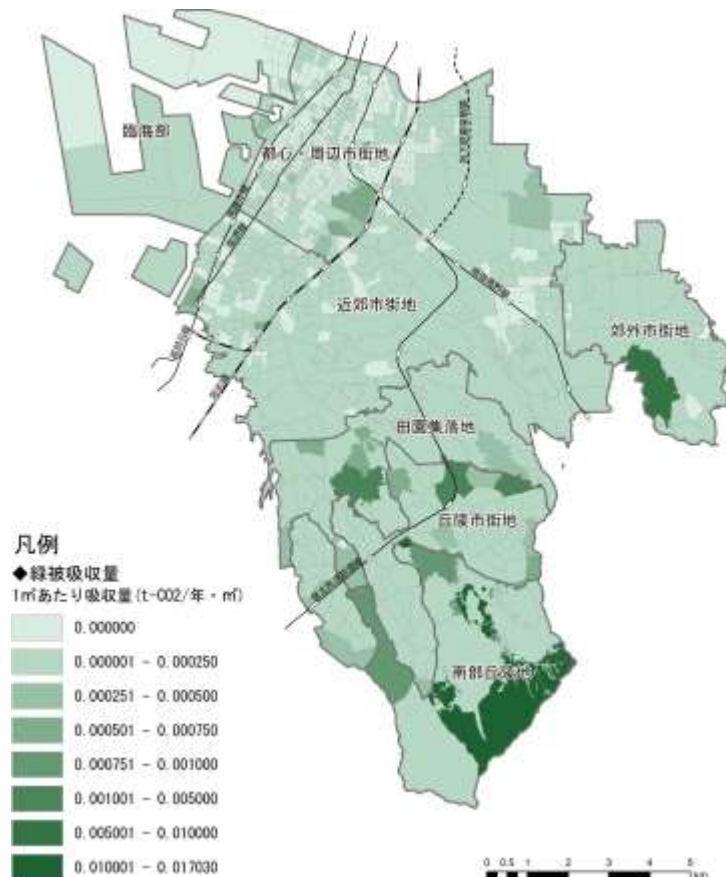 臨海部
都心・周辺市街地
近郊市街地
郊外市街地
田園集落地
丘陵市街地
南部丘陵地
凡例
◆緑被吸収量
1㎡あたり吸収量(t-CO2/年・㎡)
0.000000
0.000001 - 0.000250
0.000251 - 0.000500
0.000501 - 0.000750
0.000751 - 0.001000
0.001001 - 0.005000
0.005001 - 0.010000
0.010001 - 0.017030
0 0.5 1 2 3 4 5
km